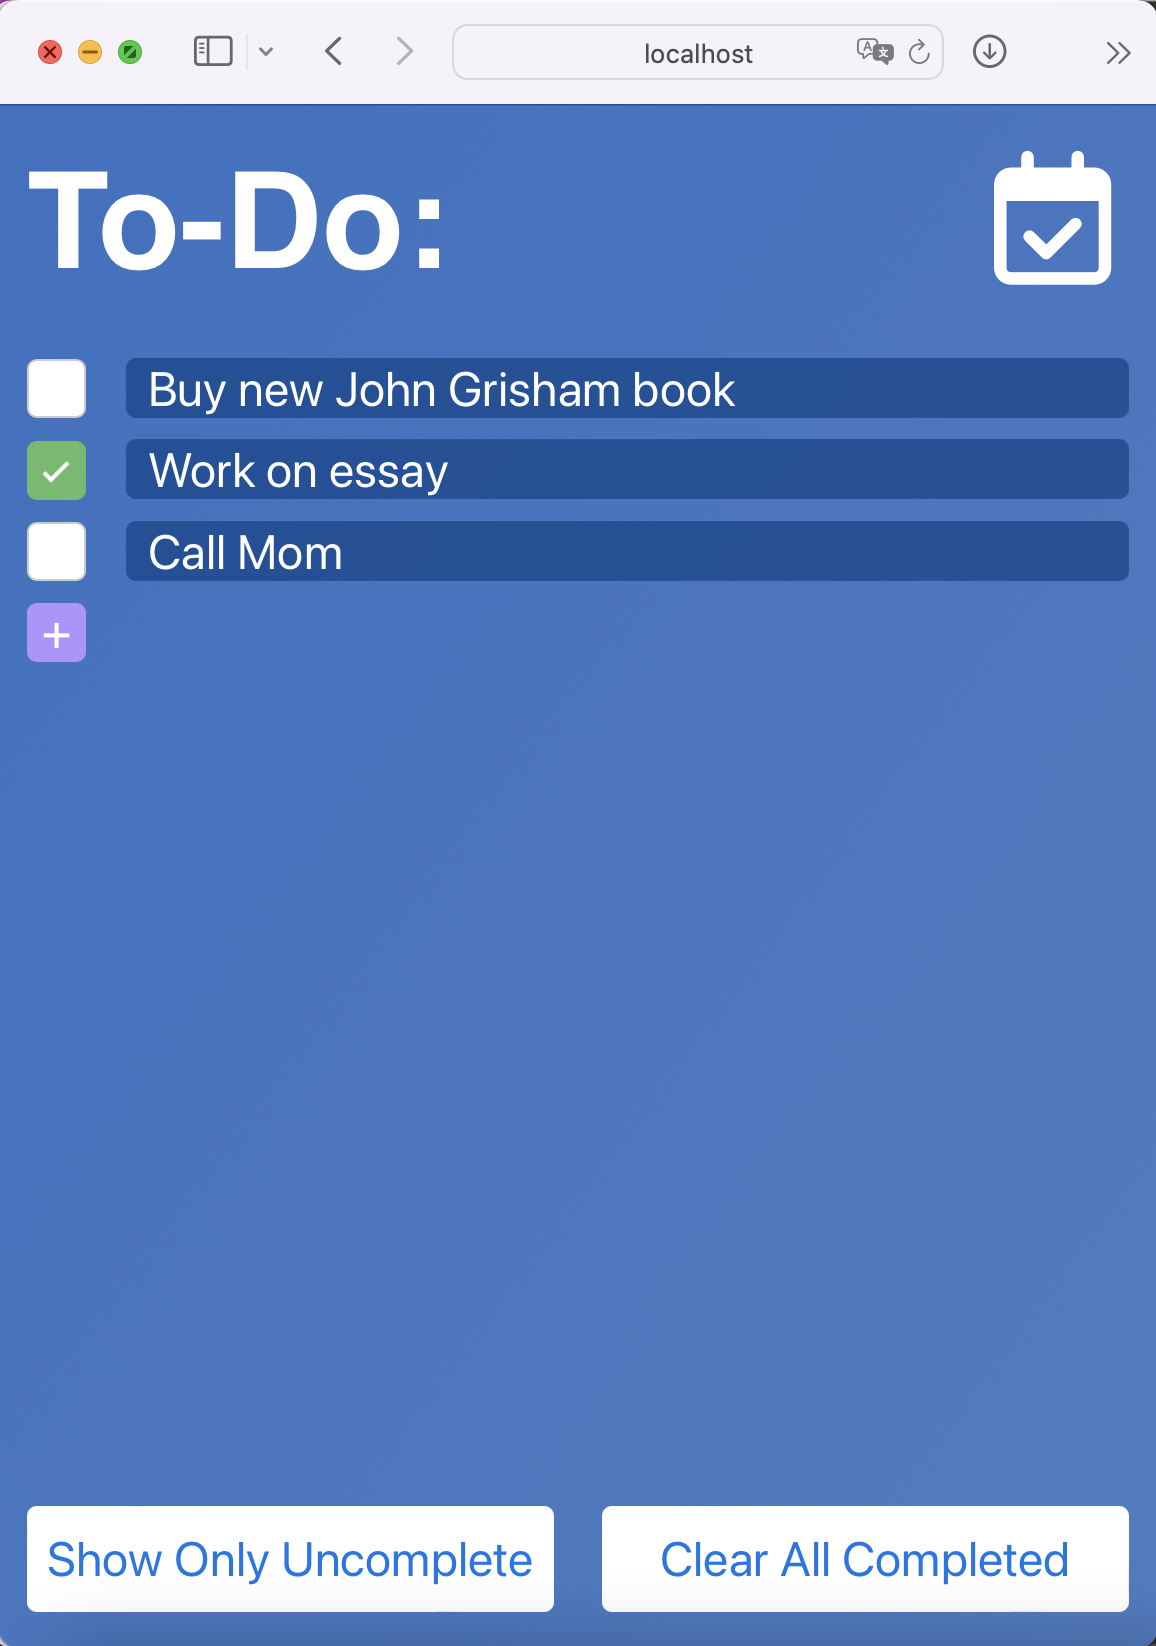 localhost
To-Do:
Buy new John Grisham book
Work on essay
Call Mom
Show Only Uncomplete
Clear All Completed